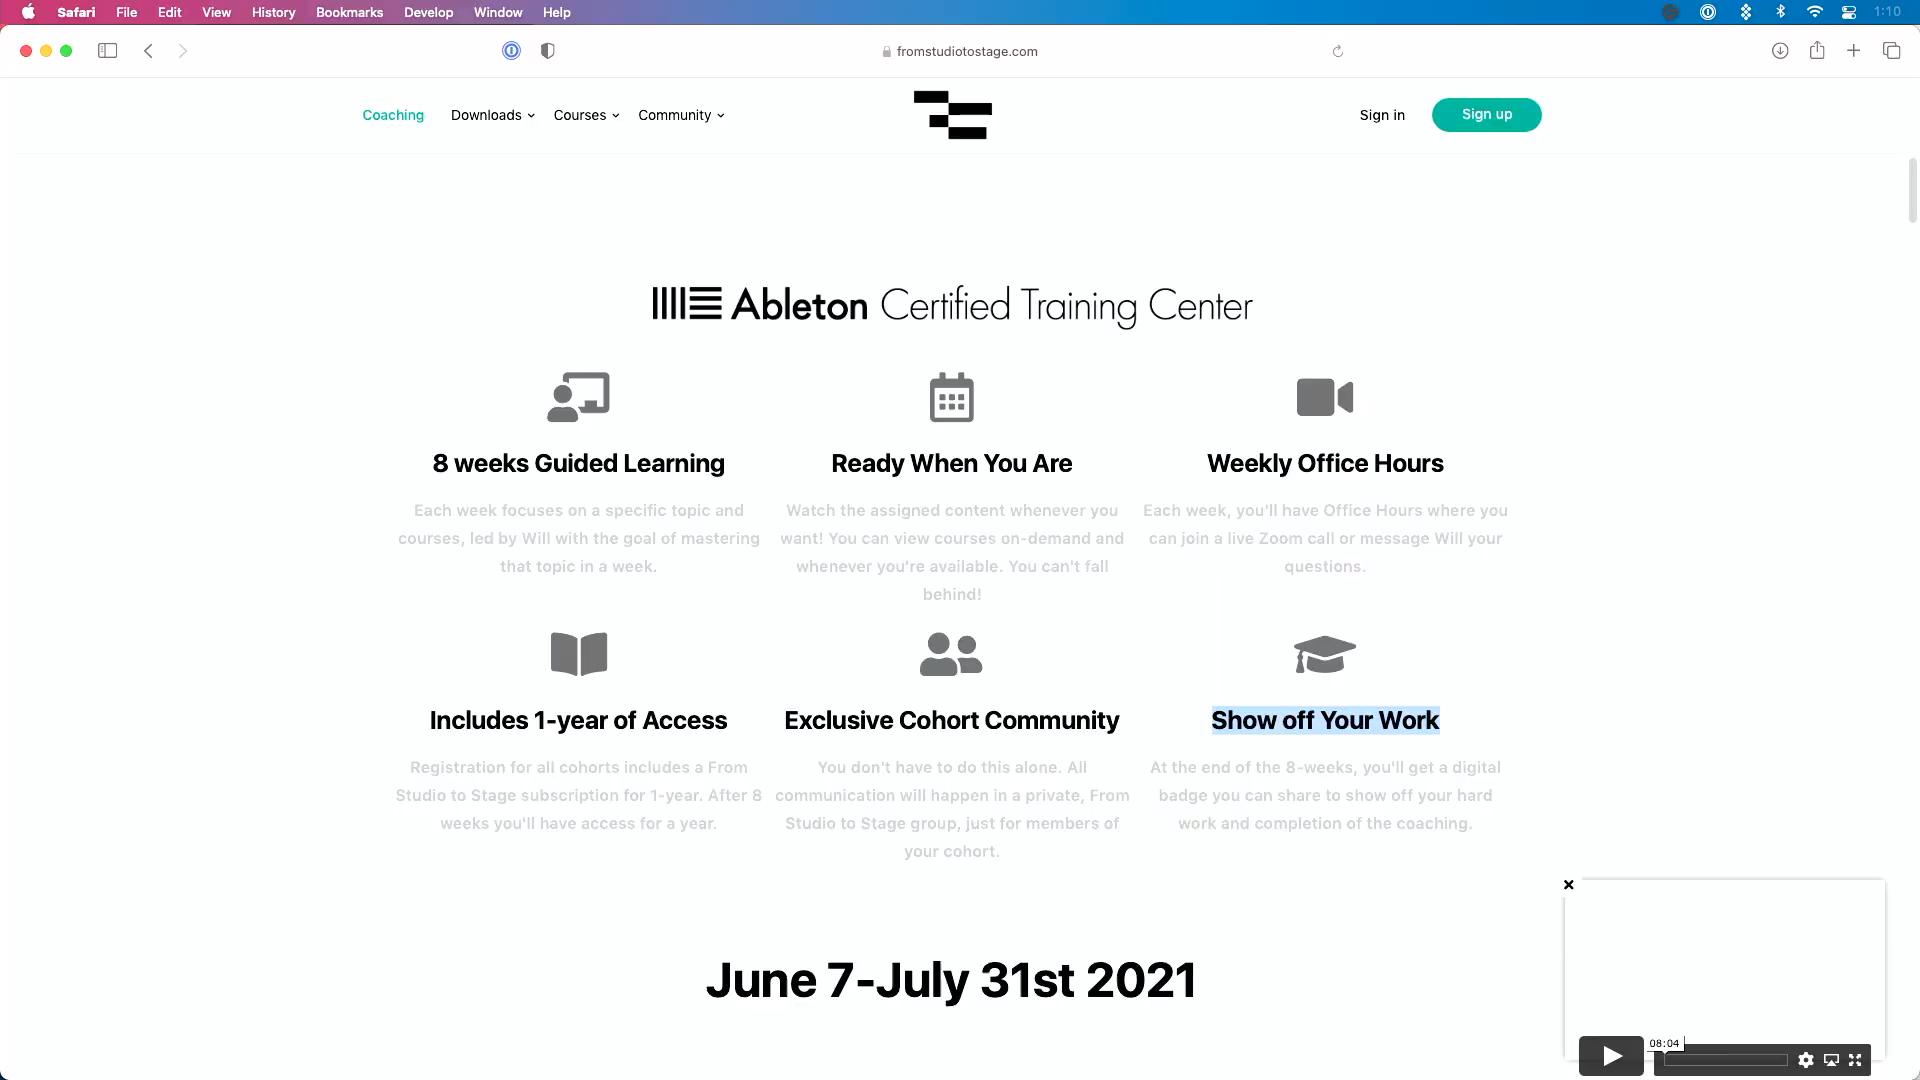 Safari File Edit View History Bookmarks Develop Window Help 1:10
fromstudiotostage.com
Coaching Downloads Courses Community Sign in Sign up
Ableton Certified Training Center
8 weeks Guided Learning
Each week focuses on a specific topic and
courses, led by Will with the goal of mastering
that topic in a week.
Ready When You Are
Watch the assigned content whenever you
want! You can view courses on-demand and
whenever you're available. You can't fall
behind!
Weekly Office Hours
Each week, you'll have Office Hours where you
can join a live Zoom call or message Will your
questions.
Includes 1-year of Access
Registration for all cohorts includes a From
Studio to Stage subscription for 1-year. After 8
weeks you'll have access for a year.
Exclusive Cohort Community
You don't have to do this alone. All
communication will happen in a private, From
Studio to Stage group, just for members of
your cohort.
Show off Your Work
At the end of the 8-weeks, you'll get a digital
badge you can share to show off your hard
work and completion of the coaching.
June 7-July 31st 2021
08:04